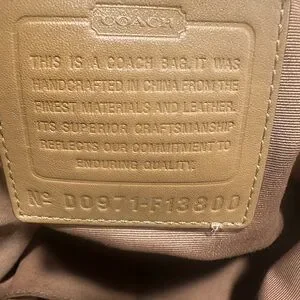 COACH
THIS IS A COACH BAG. IT WAS
HANDCRAFTED IN CHINA FROM THE
FINEST MATERIALS AND LEATHER.
ITS SUPERIOR CRAFTSMANSHIP
REFLECTS OUR COMMITMENT TO
ENDURING QUALITY.
Nº D0971-F13800